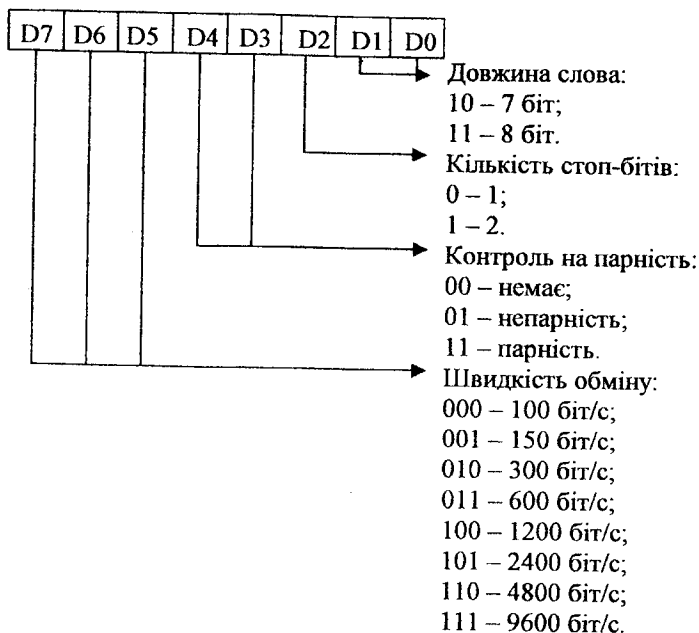 D7 D6 D5 D4 D3 D2 D1 D0
Довжина слова:
10 – 7 біт;
11 – 8 біт.
Кількість стоп-бітів:
0 – 1;
1 – 2.
Контроль на парність:
00 – немає;
01 – непарність;
11 – парність.
Швидкість обміну:
000 – 100 біт/с;
001 – 150 біт/с;
010 – 300 біт/с;
011 – 600 біт/с;
100 – 1200 біт/с;
101 – 2400 біт/с;
110 – 4800 біт/с;
111 – 9600 біт/с.